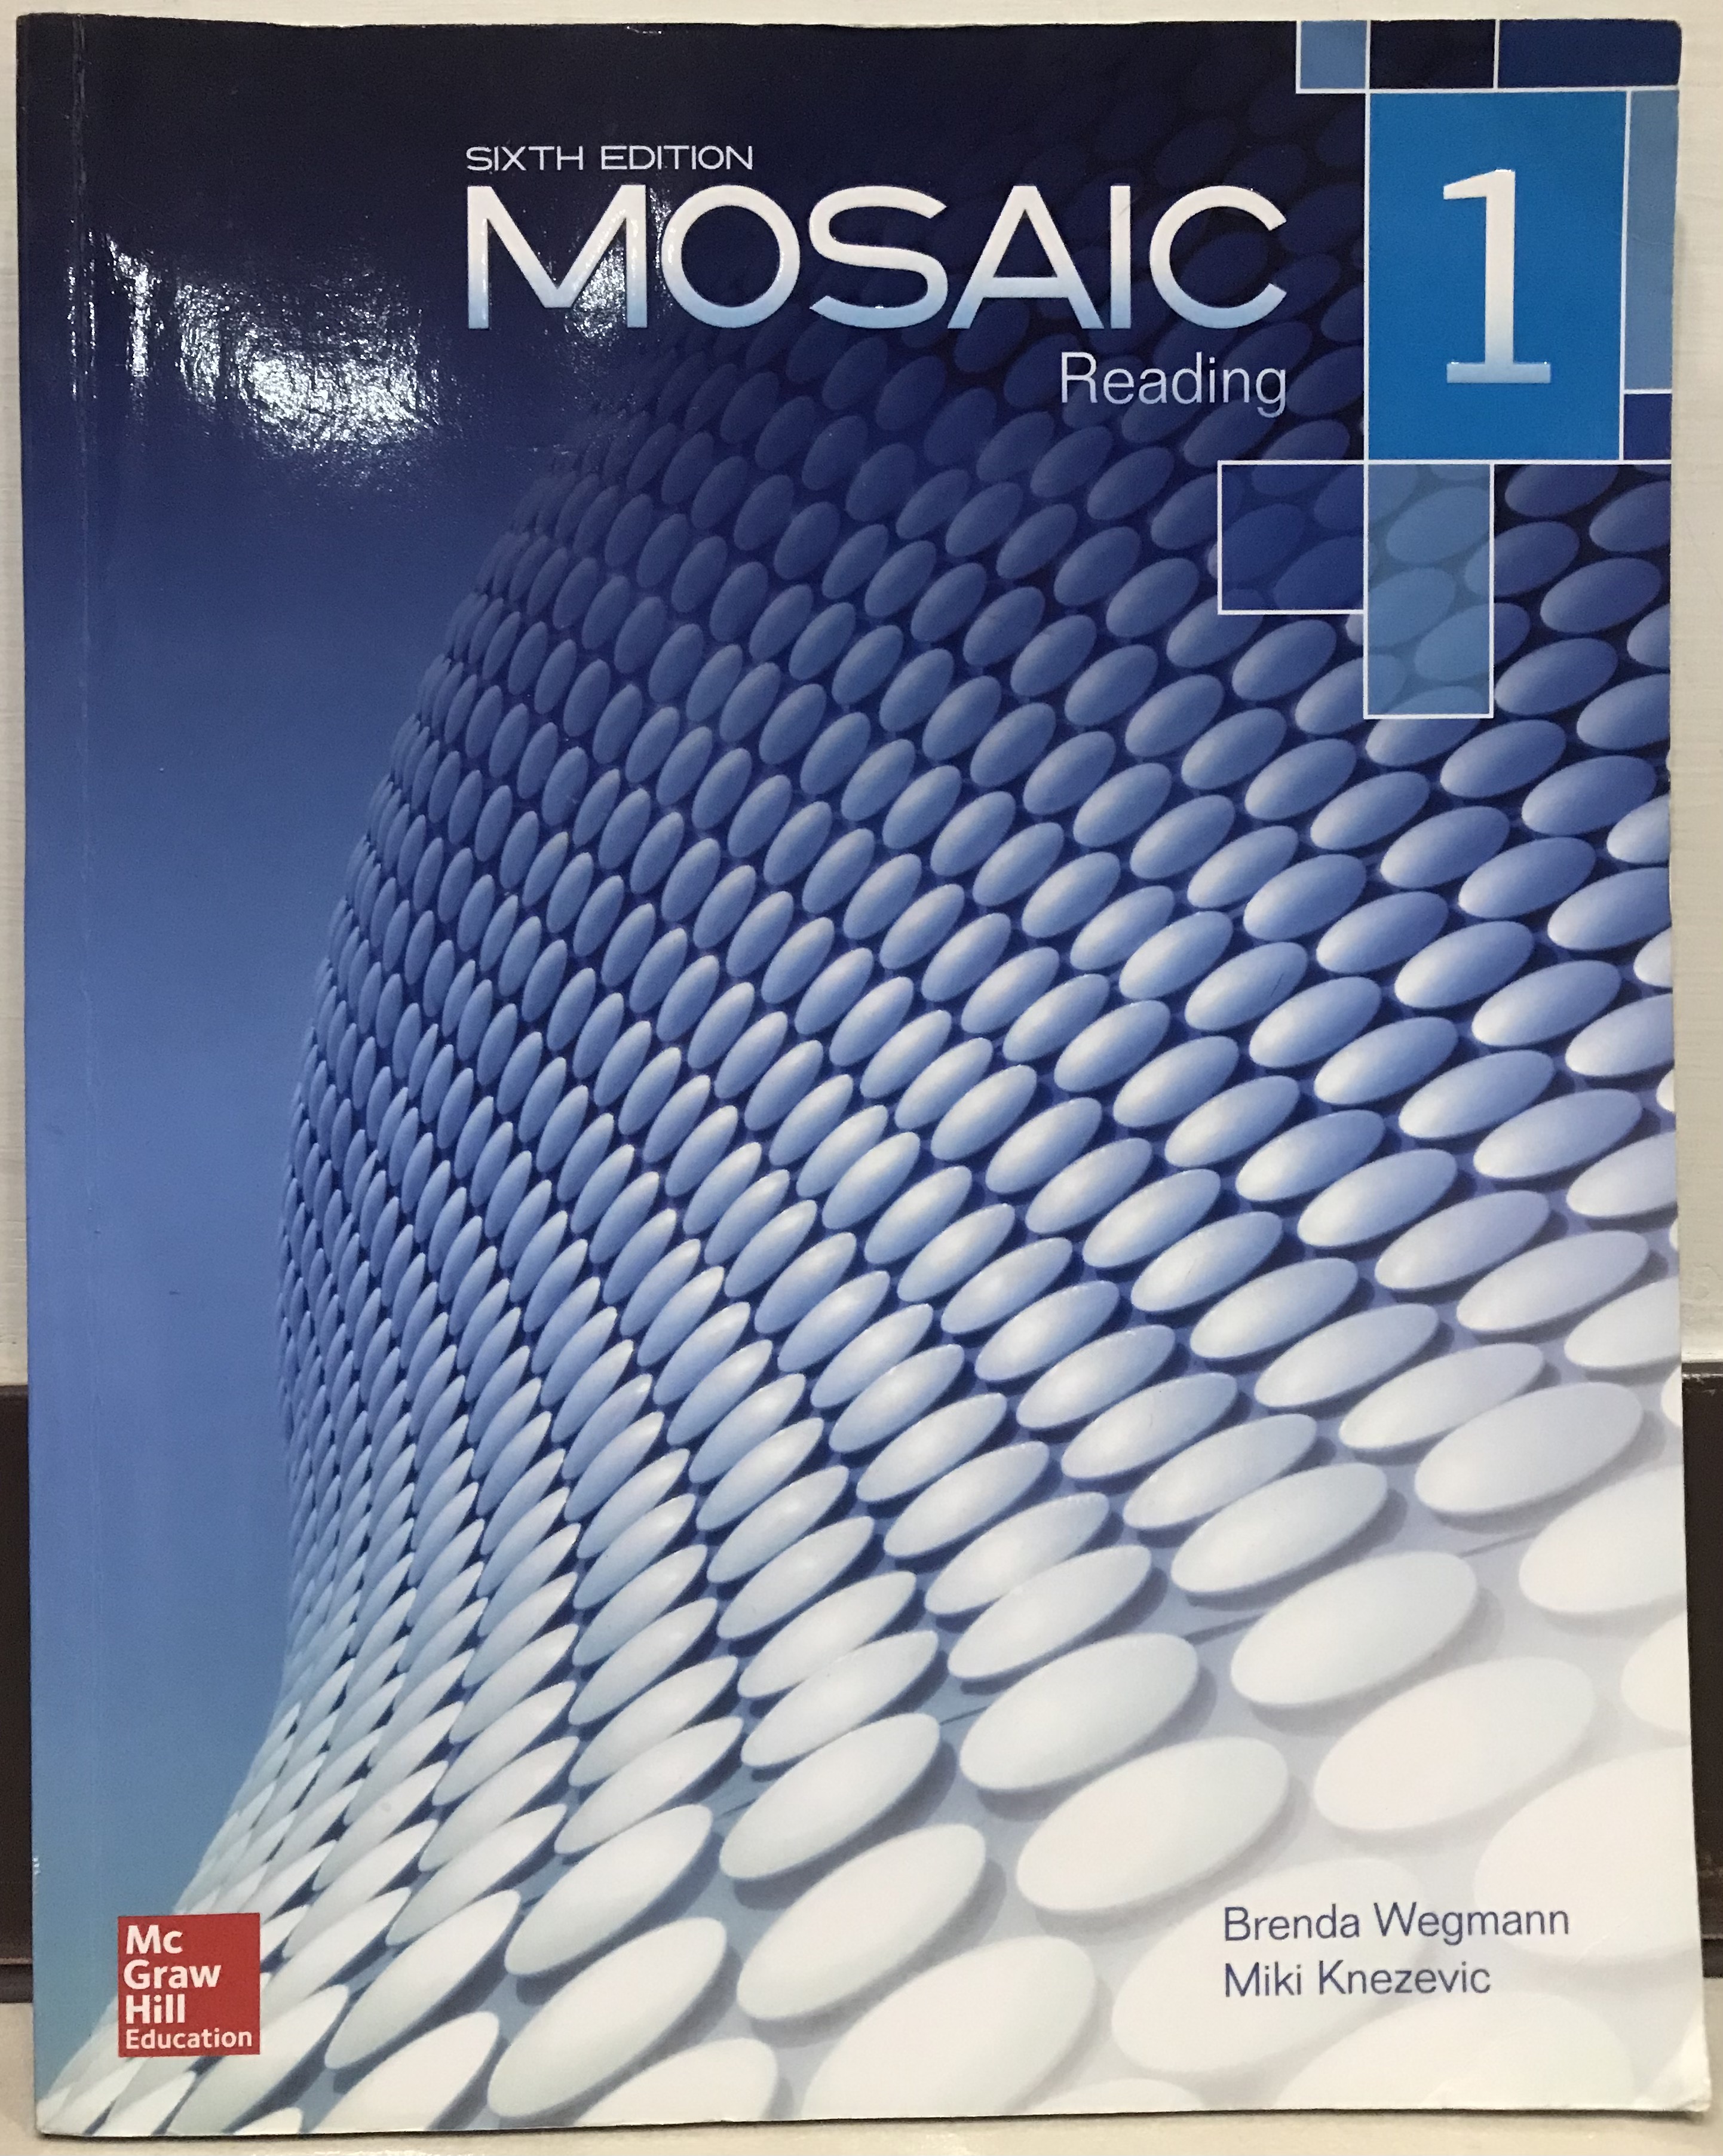 SIXTH EDITION
MOSAIC
1
Reading
Brenda Wegmann
Miki Knezevic
Mc
Graw
Hill
Education